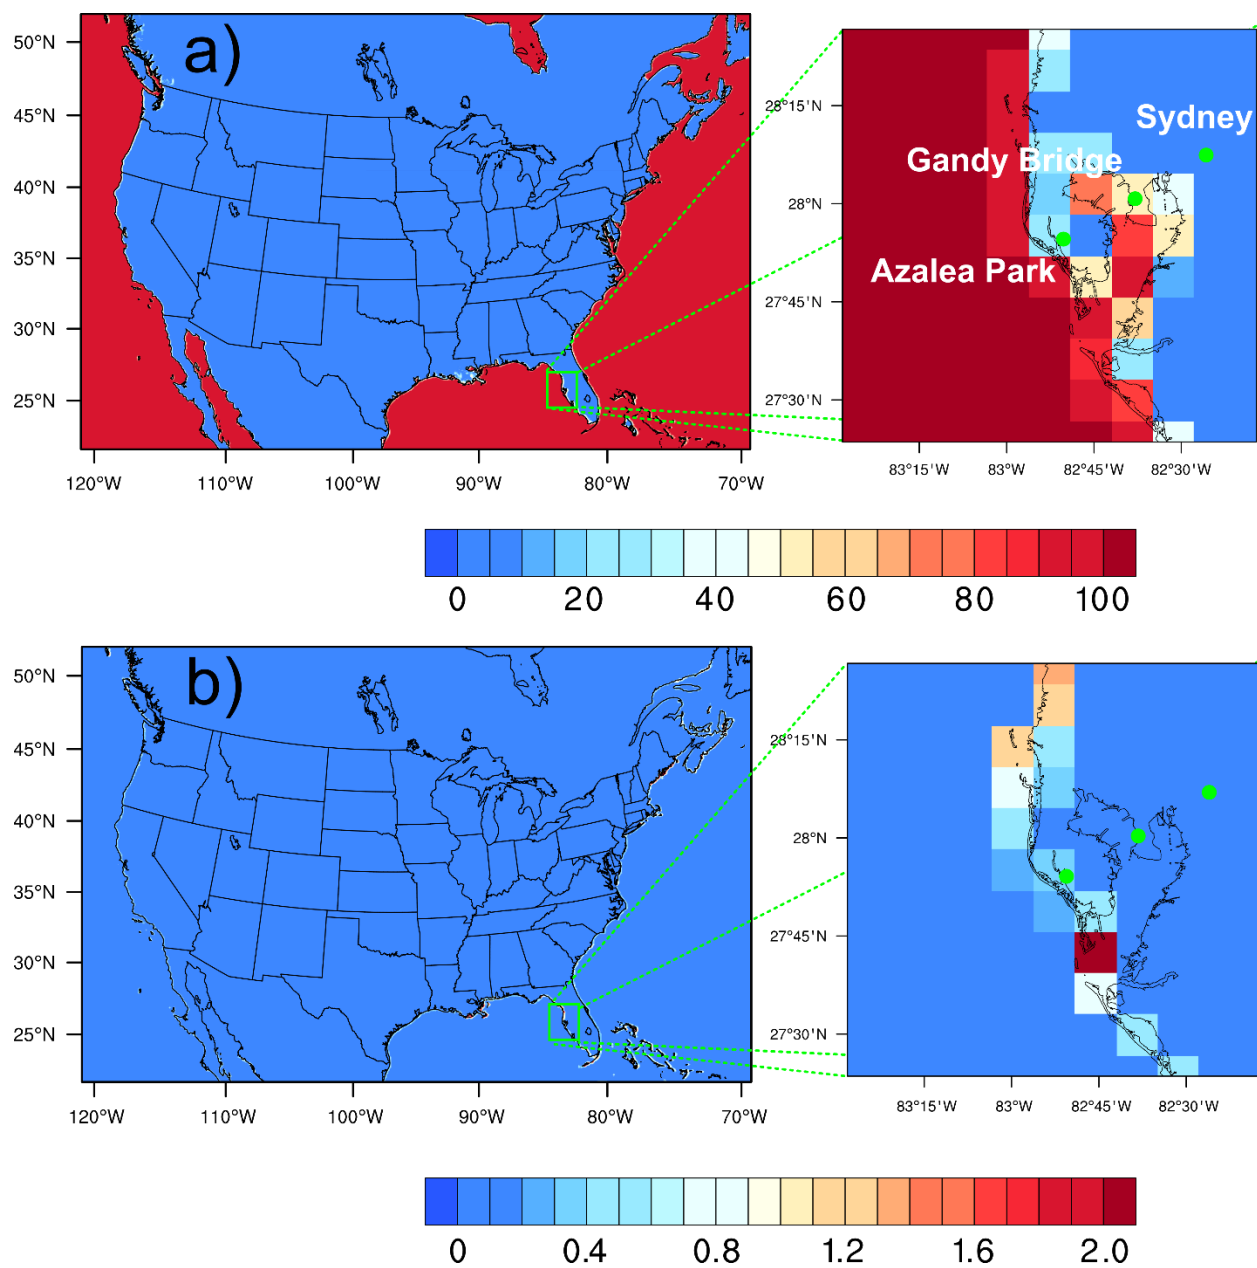 a)
50°N
45°N
40°N
35°N
30°N
25°N
120°W 110°W 100°W 90°W 80°W 70°W
28°15'N
28°N
27°45'N
27°30'N
Sydney
Gandy Bridge
Azalea Park
83°15'W 83°W 82°45'W 82°30'W
0 20 40 60 80 100
b)
50°N
45°N
40°N
35°N
30°N
25°N
120°W 110°W 100°W 90°W 80°W 70°W
28°15'N
28°N
27°45'N
27°30'N
83°15'W 83°W 82°45'W 82°30'W
0 0.4 0.8 1.2 1.6 2.0